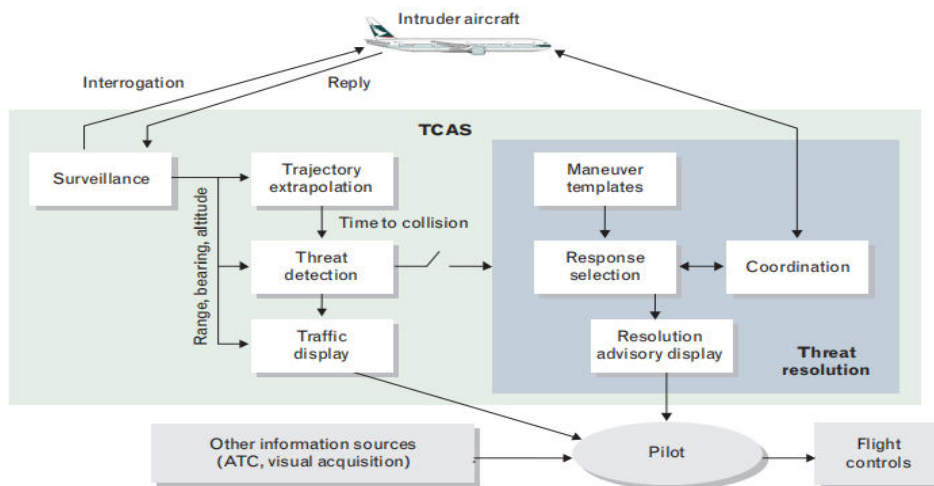 Intruder aircraft
Interrogation
Reply
TCAS
Surveillance
Trajectory
extrapolation
Maneuver
templates
Time to collision
Range, bearing, altitude
Threat
detection
Response
selection
Coordination
Traffic
display
Resolution
advisory display
Threat
resolution
Other information sources
(ATC, visual acquisition)
Pilot
Flight
controls